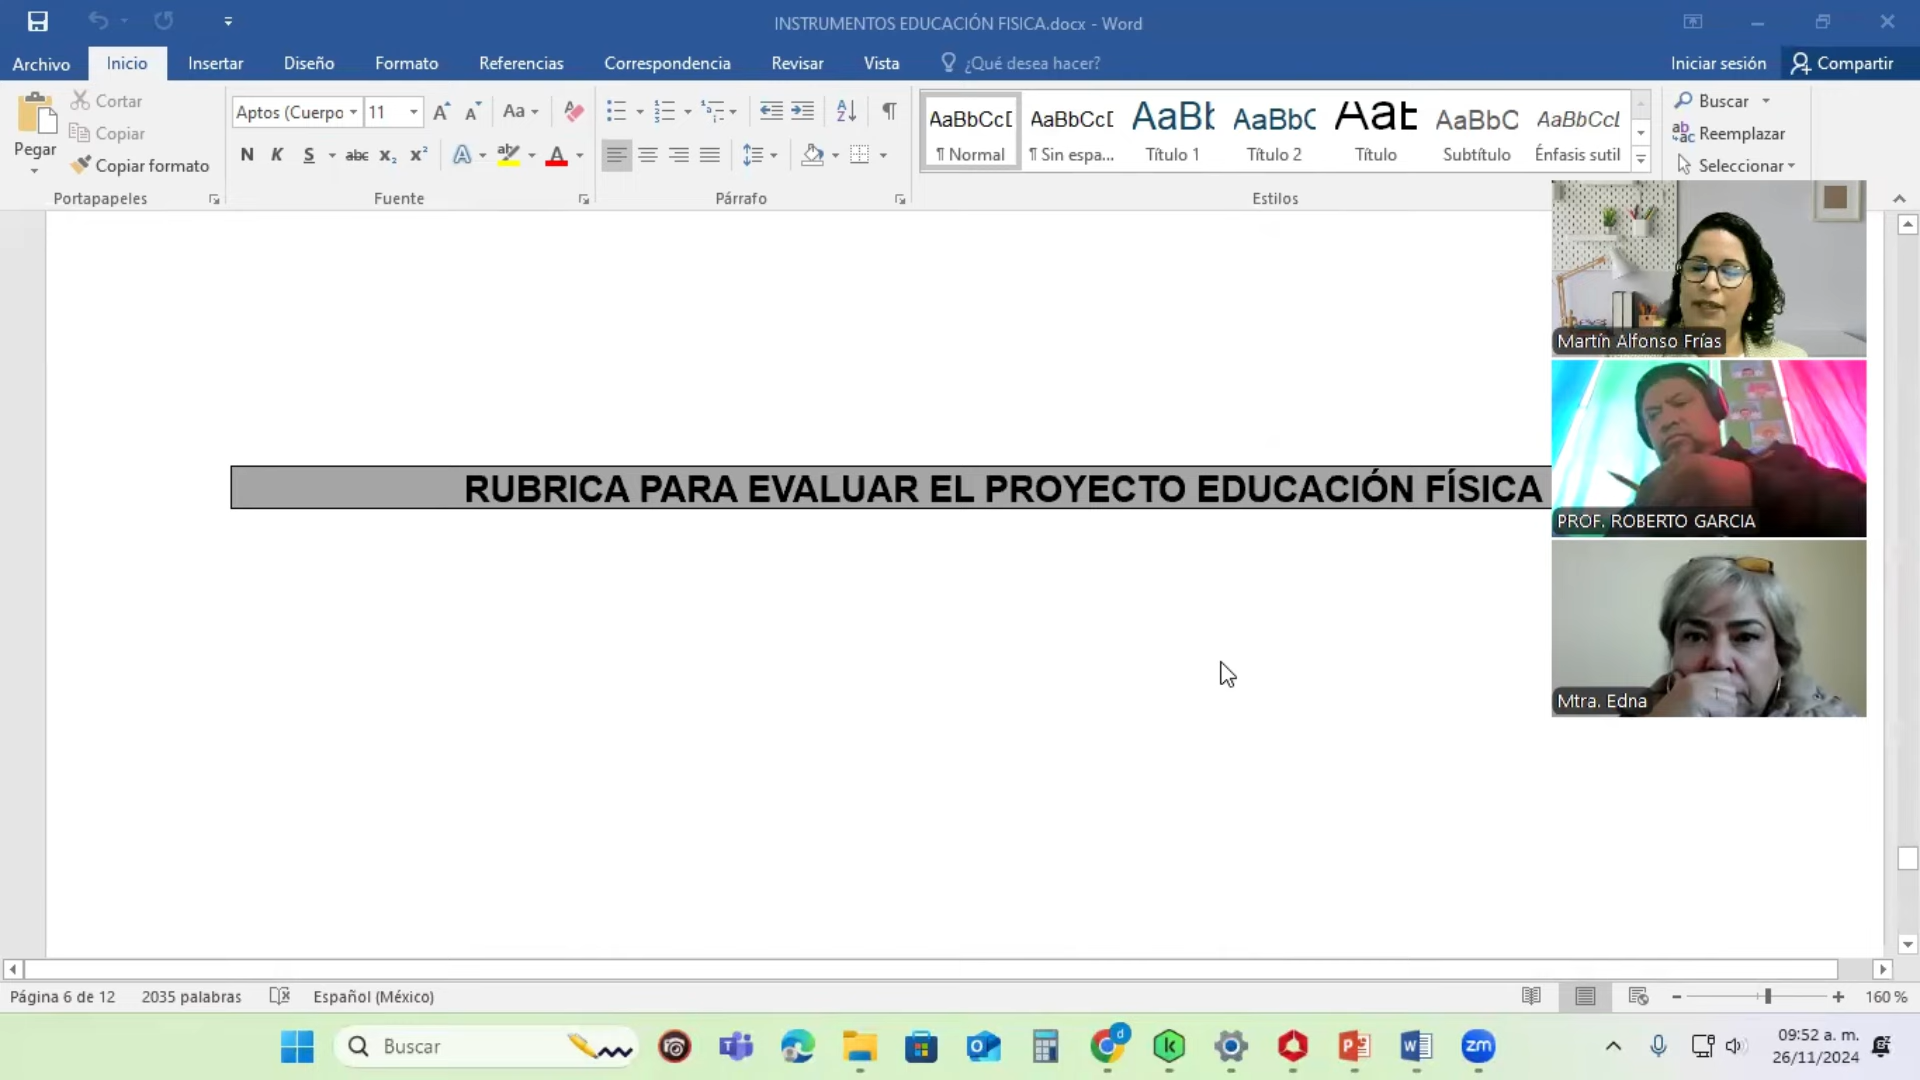 INSTRUMENTOS EDUCACIÓN FISICA.docx - Word
Archivo Inicio Insertar Diseño Formato Referencias Correspondencia Revisar Vista ¿Qué desea hacer? Iniciar sesión Compartir
Pegar
Cortar
Copiar
Copiar formato
Portapapeles
Aptos (Cuerpo 11
Fuente
Párrafo
AaBbCcD AaBbCcD AaBb AaBbC AaB AaBbC AaBbCcD
¶ Normal ¶ Sin espa... Título 1 Título 2 Título Subtítulo Énfasis sutil
Estilos
Buscar
Reemplazar
Seleccionar
Martín Alfonso Frías
RUBRICA PARA EVALUAR EL PROYECTO EDUCACIÓN FÍSICA
PROF. ROBERTO GARCIA
Mtra. Edna
Página 6 de 12 2035 palabras Español (México) 160 %
Buscar
zm
09:52 a. m.
26/11/2024